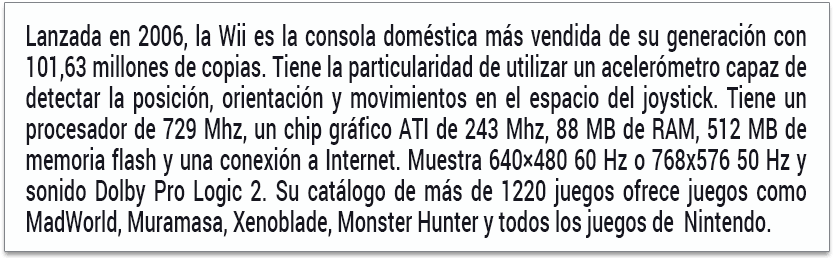 Lanzada en 2006, la Wii es la consola doméstica más vendida de su generación con
101,63 millones de copias. Tiene la particularidad de utilizar un acelerómetro capaz de
detectar la posición, orientación y movimientos en el espacio del joystick. Tiene un
procesador de 729 Mhz, un chip gráfico ATI de 243 Mhz, 88 MB de RAM, 512 MB de
memoria flash y una conexión a Internet. Muestra 640×480 60 Hz o 768x576 50 Hz y
sonido Dolby Pro Logic 2. Su catálogo de más de 1220 juegos ofrece juegos como
MadWorld, Muramasa, Xenoblade, Monster Hunter y todos los juegos de Nintendo.